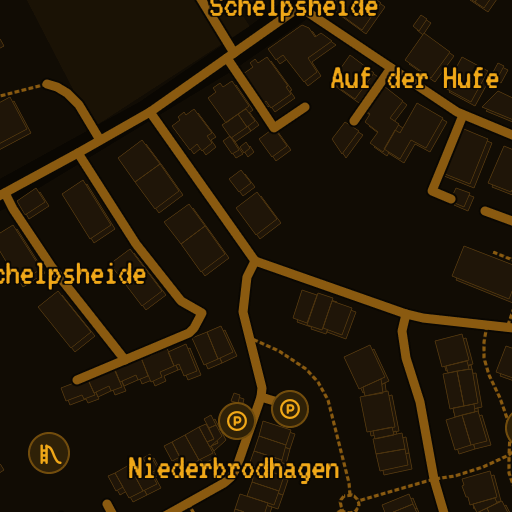 Schelpsheide
Auf der Hufe
chelpsheide
P
P
Niederbrodhagen